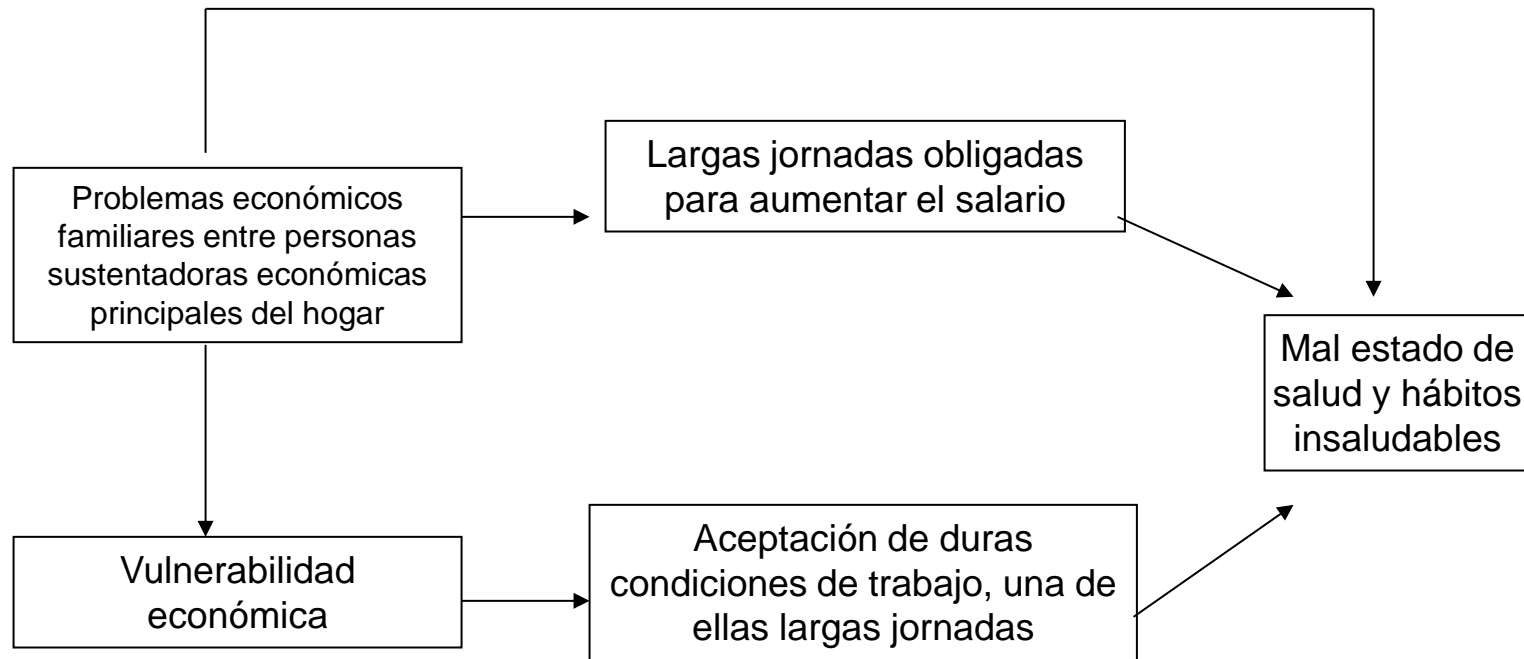 Largas jornadas obligadas
para aumentar el salario
Problemas económicos
familiares entre personas
sustentadoras económicas
principales del hogar
Mal estado de
salud y hábitos
insaludables
Vulnerabilidad
económica
Aceptación de duras
condiciones de trabajo, una de
ellas largas jornadas